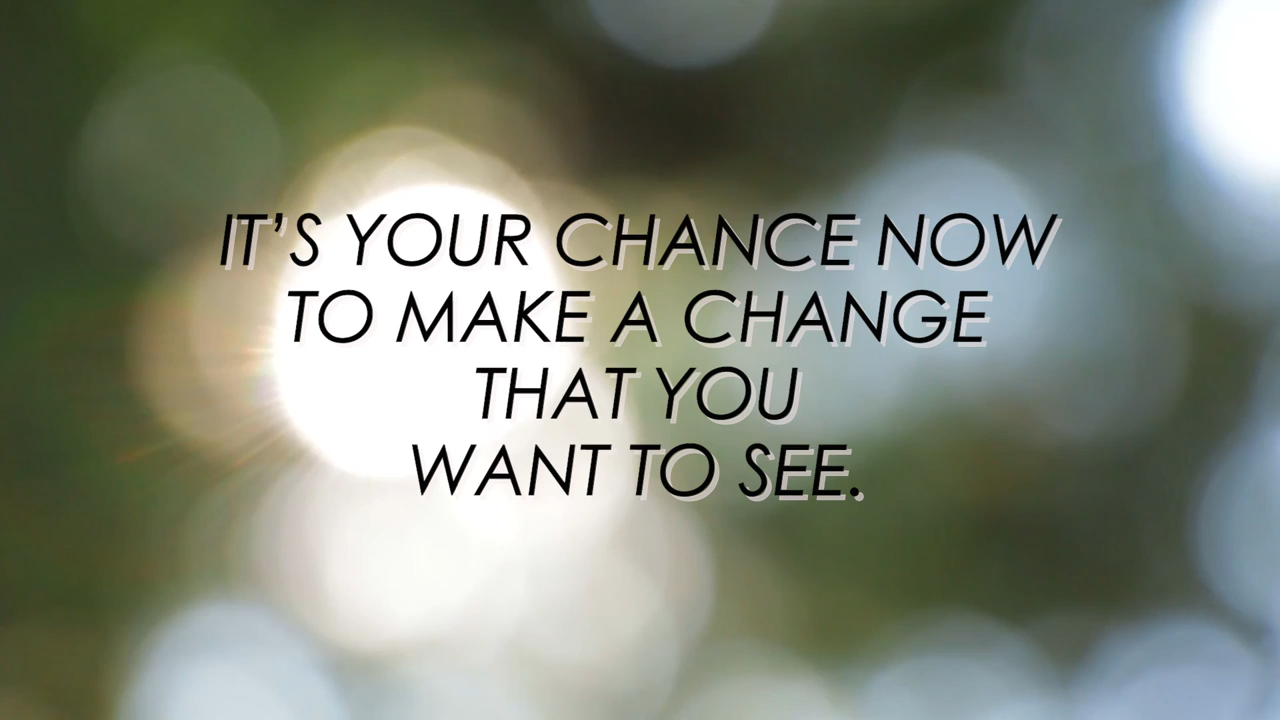 IT’S YOUR CHANCE NOW
TO MAKE A CHANGE
THAT YOU
WANT TO SEE.